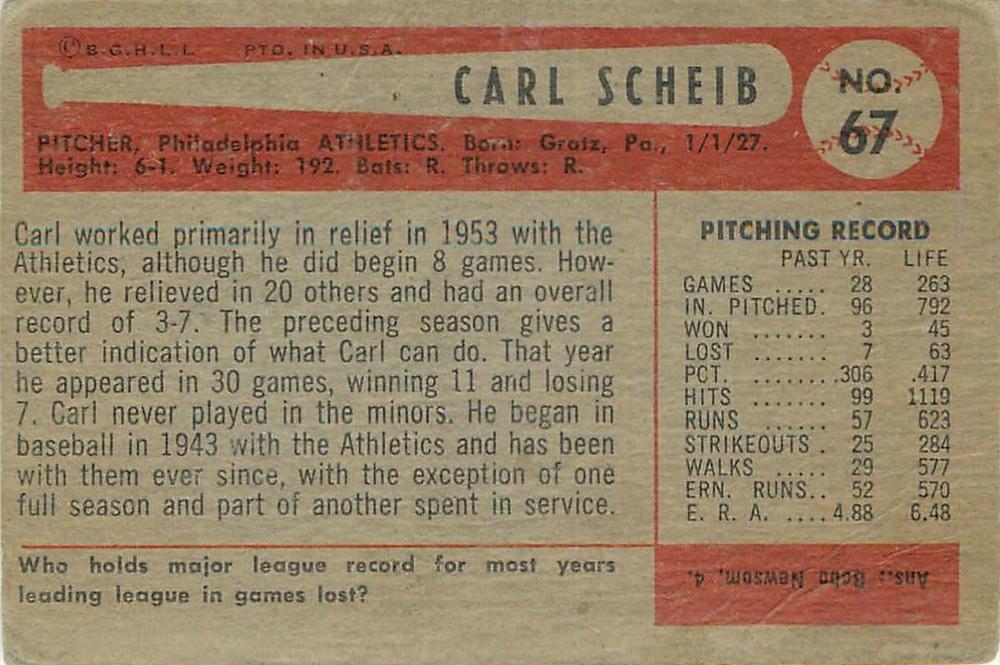 © B.G.H.L.I. PTD. IN U.S.A.
CARL SCHEIB
NO.
67
PITCHER, Philadelphia ATHLETICS. Born: Gratz, Pa., 1/1/27.
Height: 6-1. Weight: 192. Bats: R. Throws: R.
Carl worked primarily in relief in 1953 with the
Athletics, although he did begin 8 games. How-
ever, he relieved in 20 others and had an overall
record of 3-7. The preceding season gives a
better indication of what Carl can do. That year
he appeared in 30 games, winning 11 and losing
7. Carl never played in the minors. He began in
baseball in 1943 with the Athletics and has been
with them ever since, with the exception of one
full season and part of another spent in service.
PITCHING RECORD
PAST YR. LIFE
GAMES ..... 28 263
IN. PITCHED. 96 792
WON ....... 3 45
LOST ....... 7 63
PCT. ........306 .417
HITS ....... 99 1119
RUNS ...... 57 623
STRIKEOUTS . 25 284
WALKS ..... 29 577
ERN. RUNS.. 52 570
E. R. A. ....4.88 6.48
Who holds major league record for most years
leading league in games lost?
Ans.: Bobo Newsom, 4.